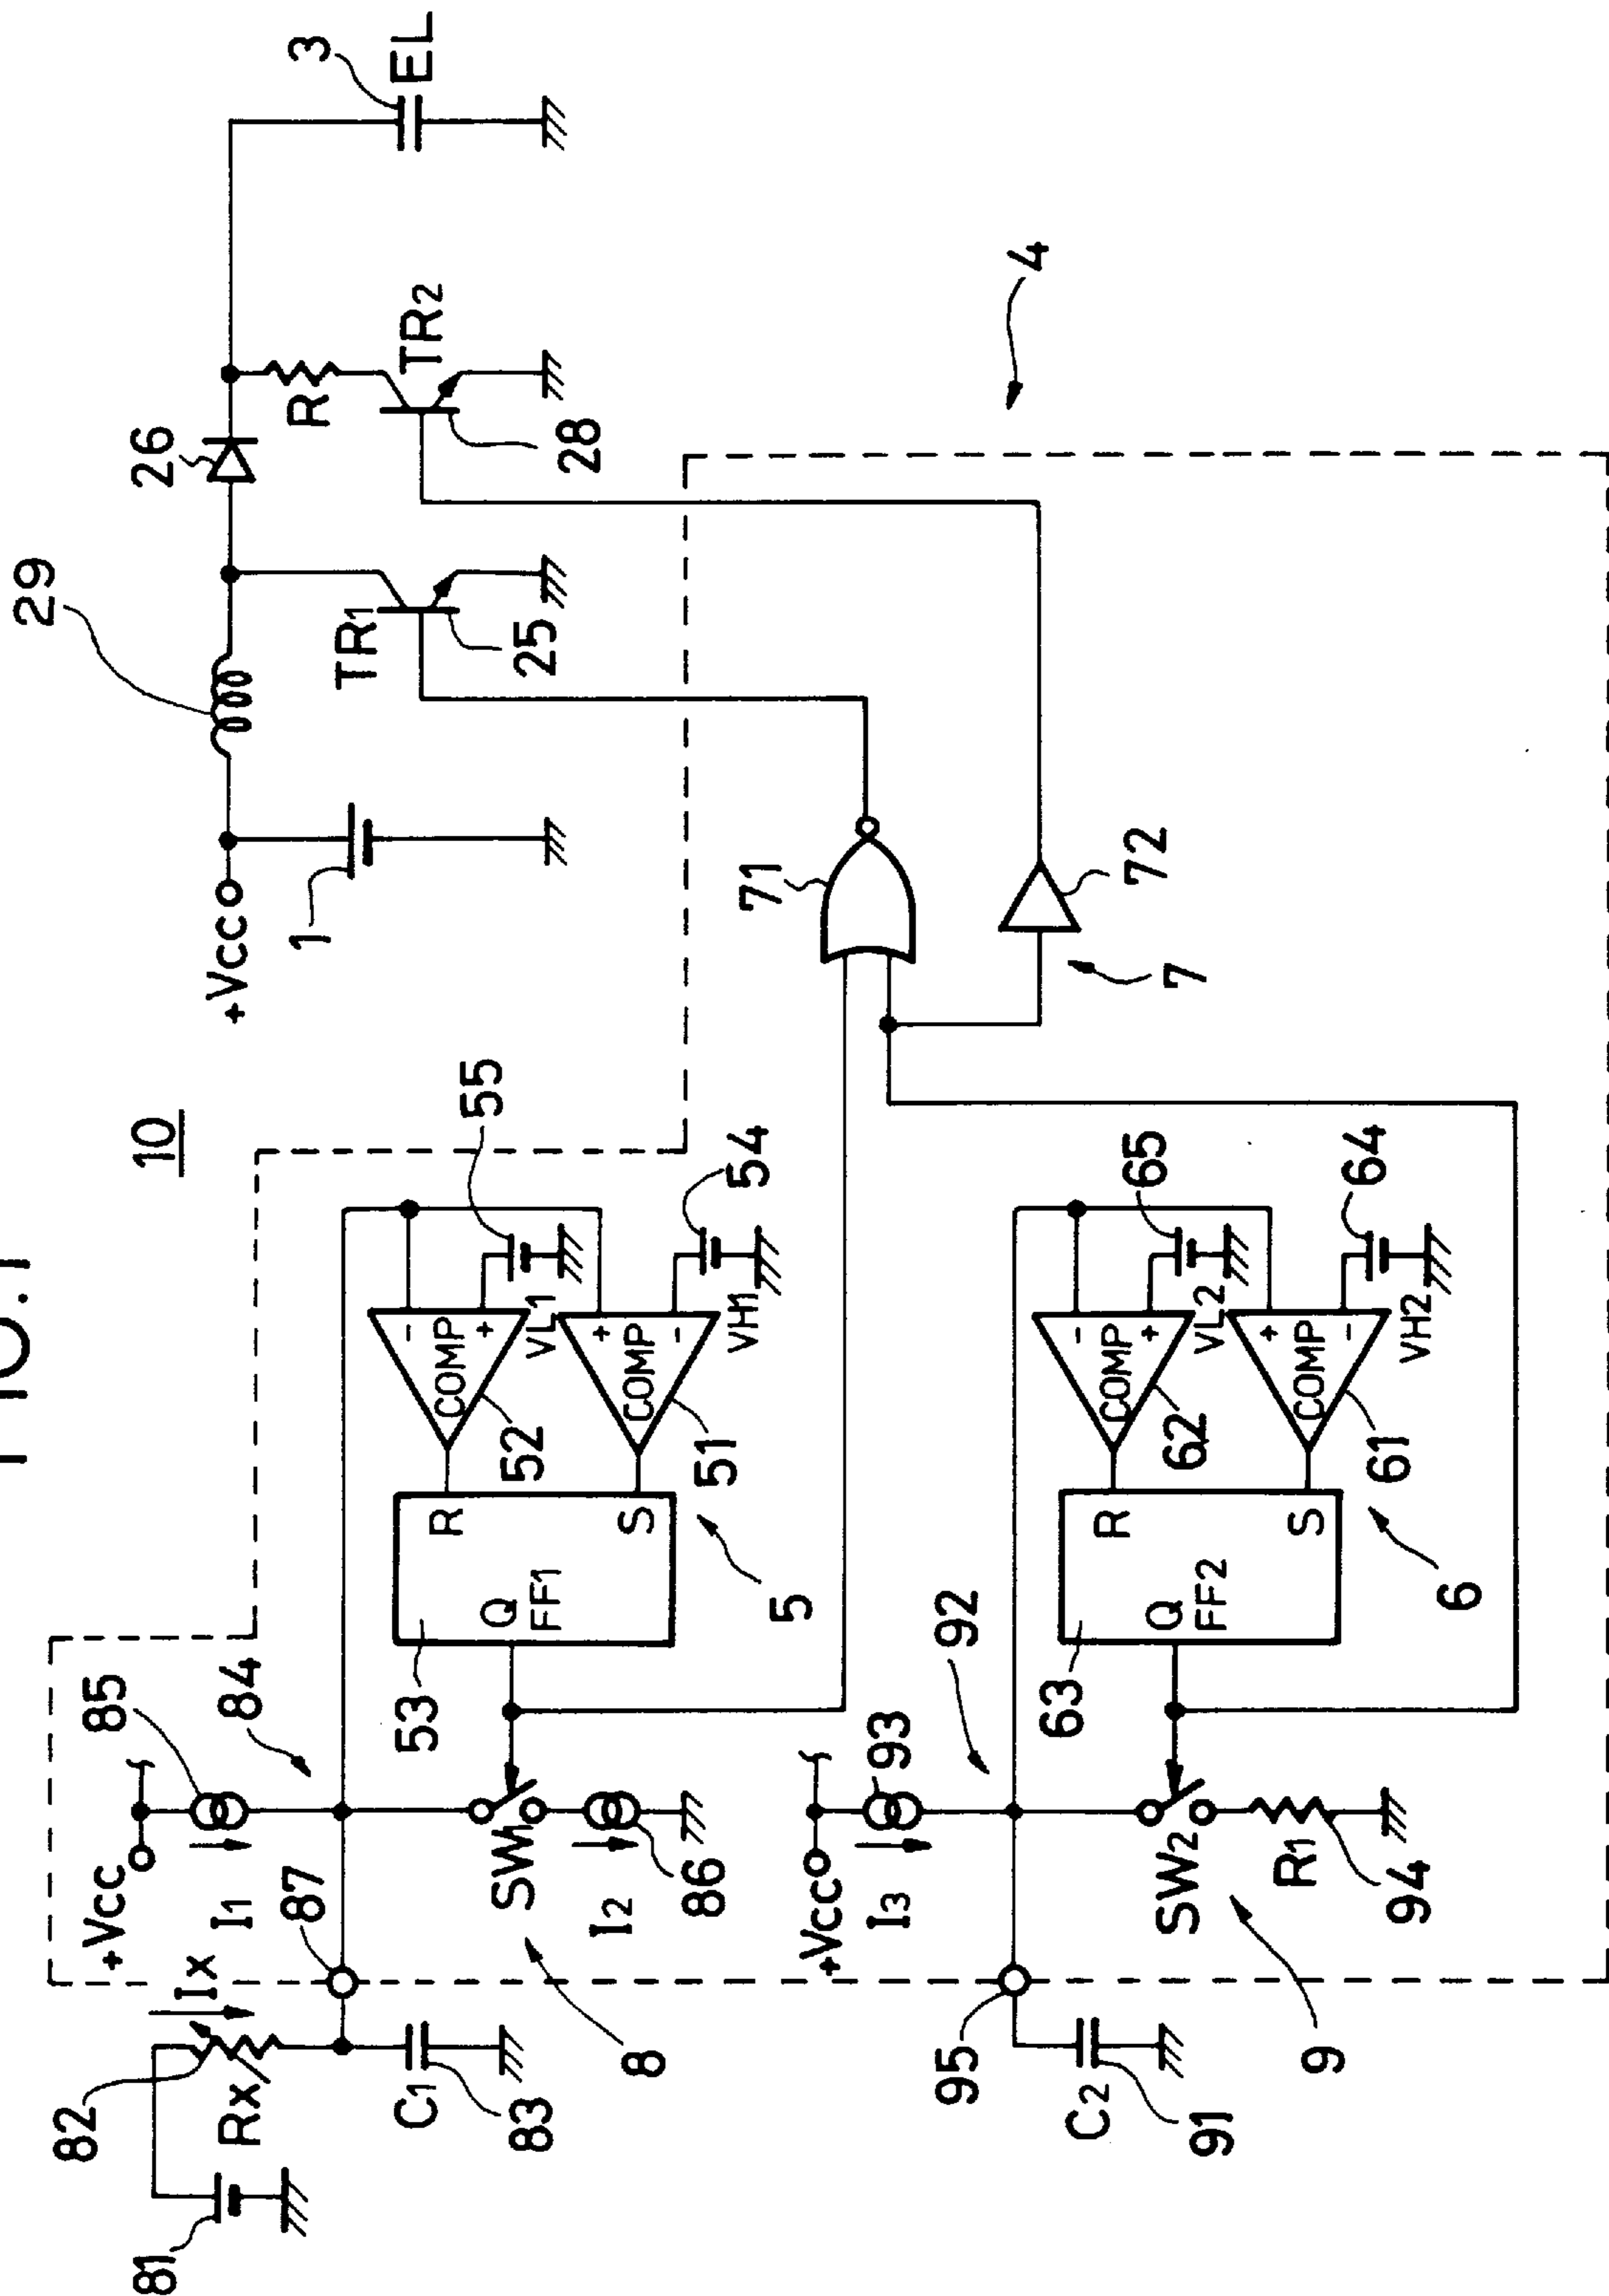 FIG.1
10
29
26
3
EL
R
TR2
28
TR1
25
+Vcc
1
4
71
72
7
55
54
VL1
VH1
COMP
-
+
52
COMP
+
-
51
R
S
Q
FF1
53
5
84
85
+Vcc
I1
87
SW1
I2
86
8
Ix
82
Rx
81
C1
83
65
64
VL2
VH2
COMP
-
+
62
COMP
+
-
61
R
S
Q
FF2
63
6
92
93
+Vcc
I3
SW2
R1
94
95
9
C2
91